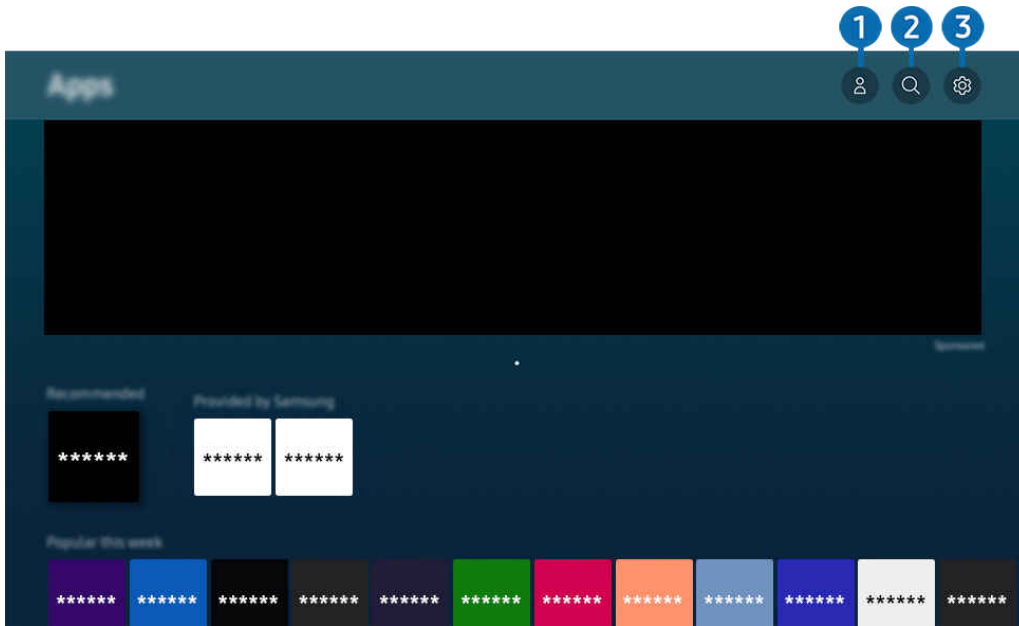 1 2 3
Apps
Sponsored
Recommended
Provided by Samsung
****** ****** ******
Popular this week
****** ****** ****** ****** ****** ****** ****** ****** ****** ****** ****** ******